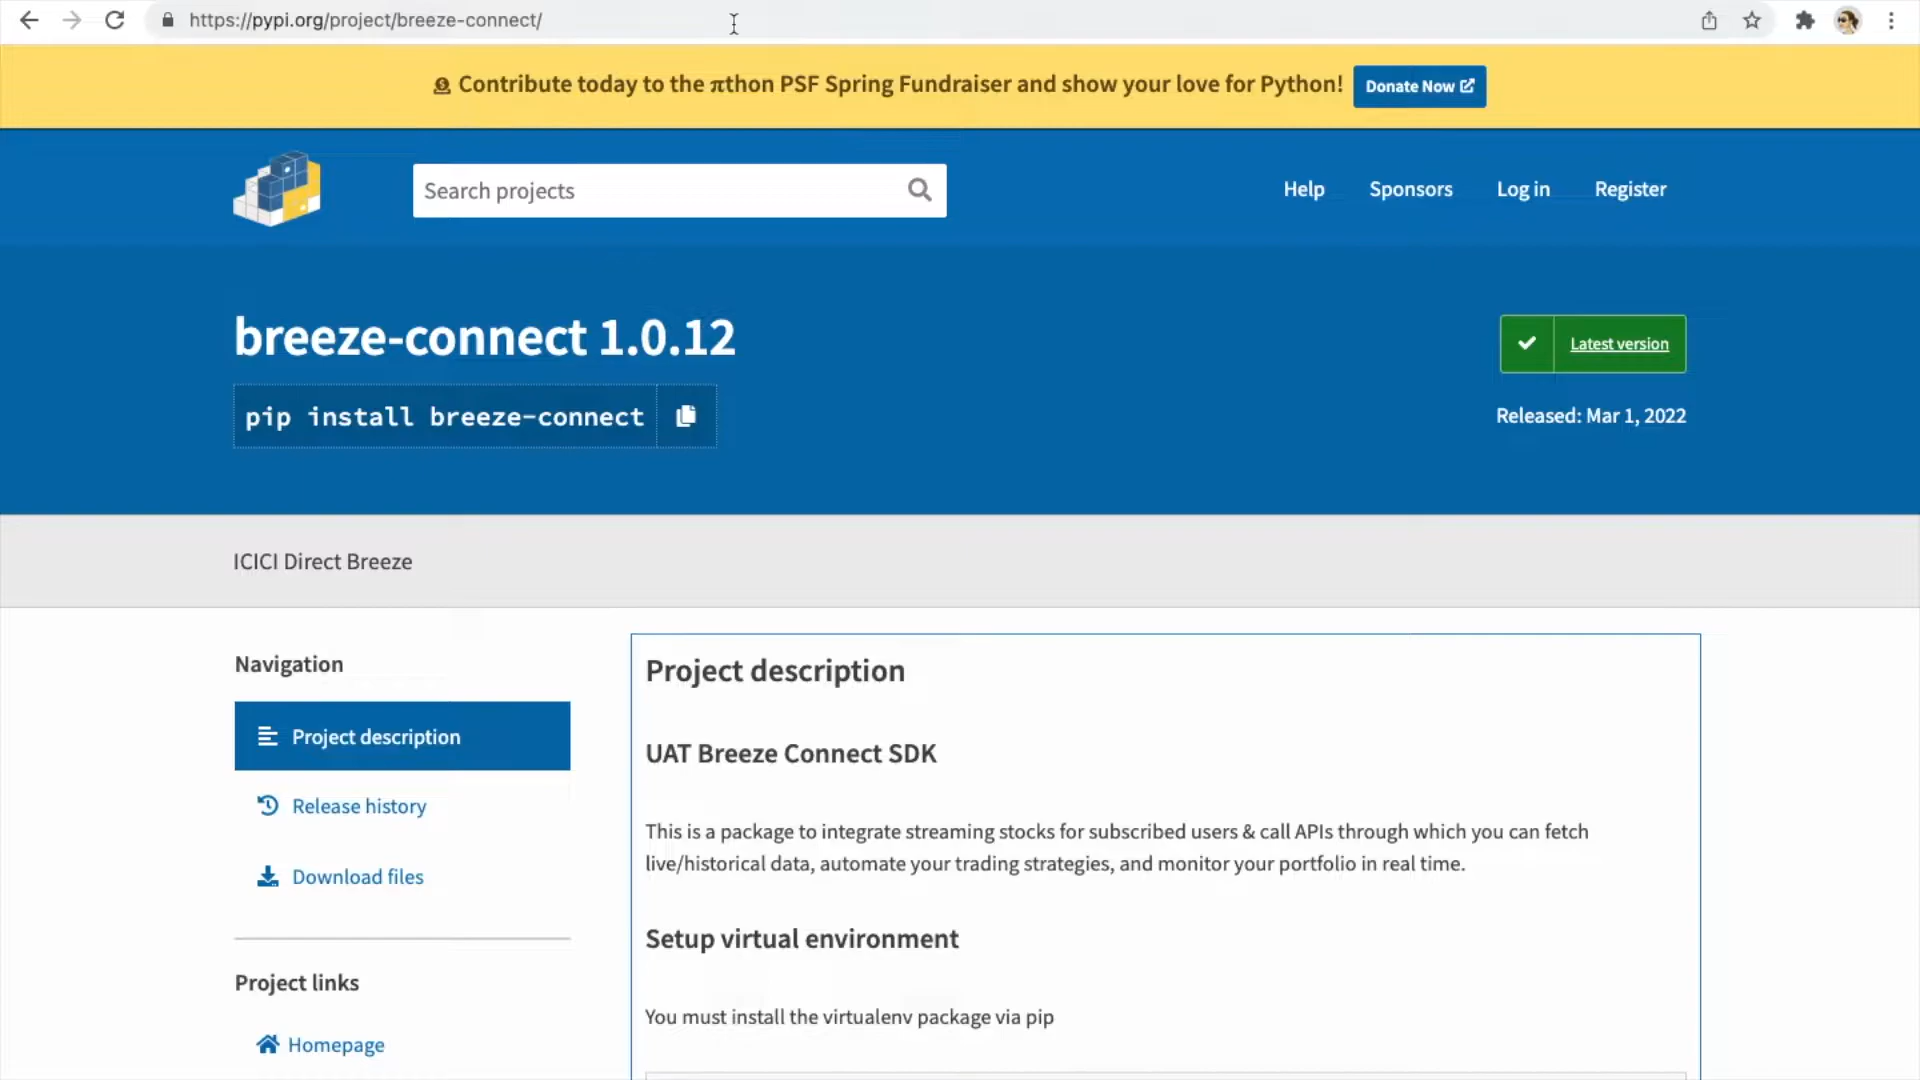 https://pypi.org/project/breeze-connect/
Contribute today to the πthon PSF Spring Fundraiser and show your love for Python! Donate Now
Search projects
Help Sponsors Log in Register
breeze-connect 1.0.12
Latest version
pip install breeze-connect
Released: Mar 1, 2022
ICICI Direct Breeze
Navigation
Project description
Release history
Download files
Project links
Homepage
Project description
UAT Breeze Connect SDK
This is a package to integrate streaming stocks for subscribed users & call APIs through which you can fetch
live/historical data, automate your trading strategies, and monitor your portfolio in real time.
Setup virtual environment
You must install the virtualenv package via pip